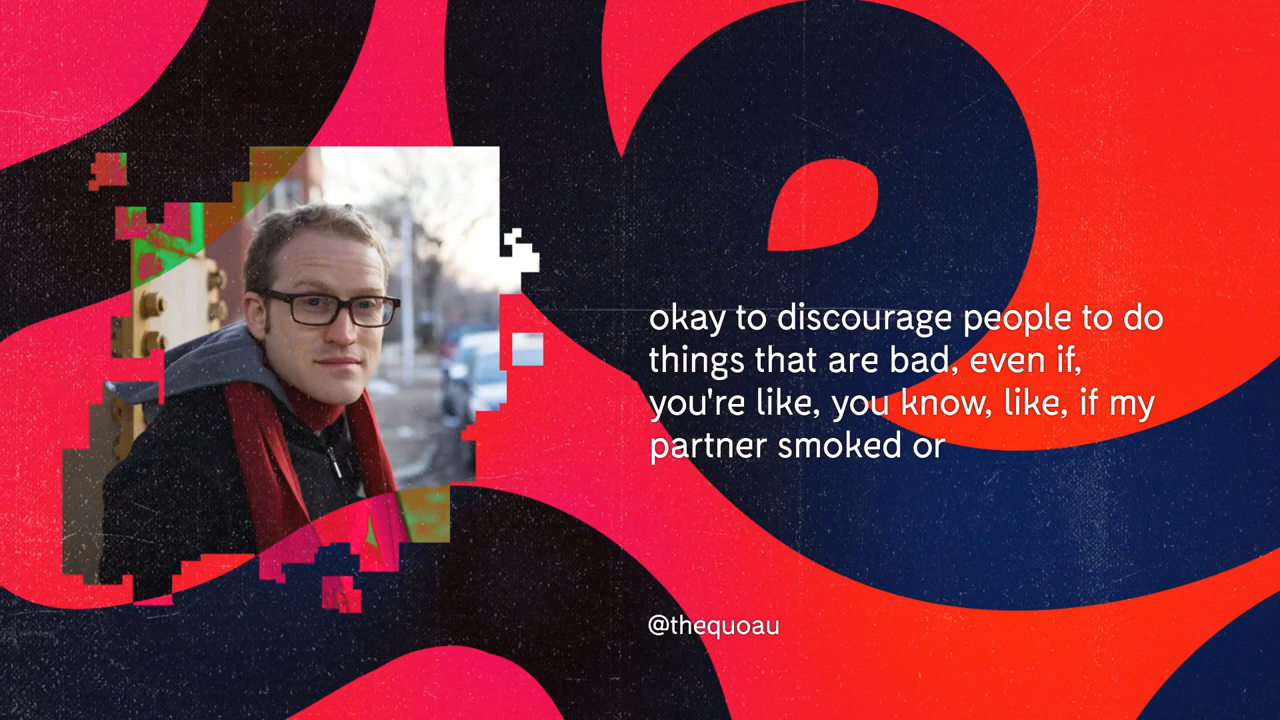 okay to discourage people to do
things that are bad, even if,
you're like, you know, like, if my
partner smoked or
@thequoau